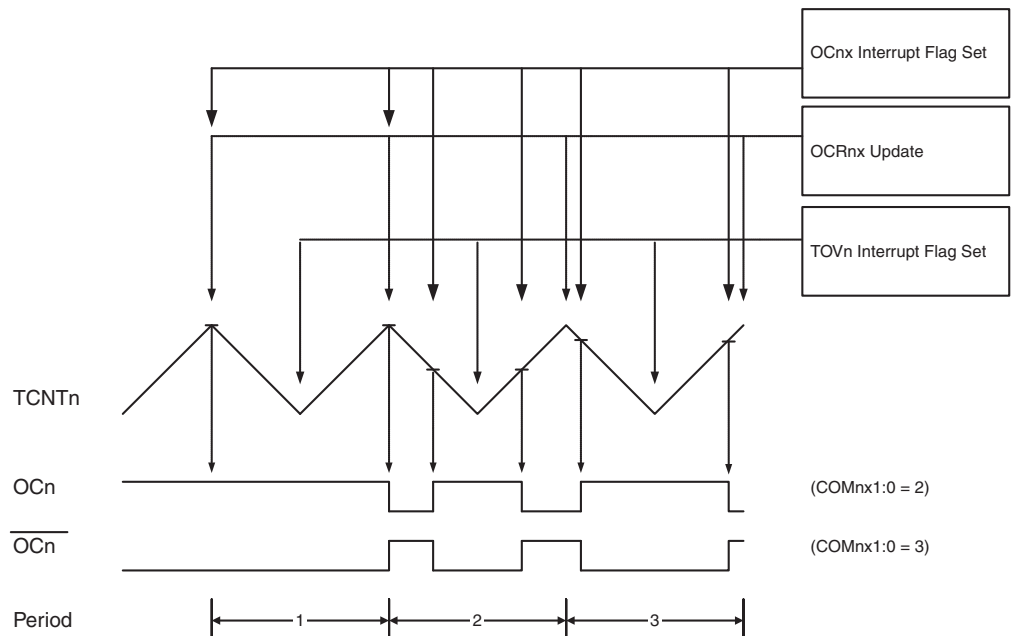 OCnx Interrupt Flag Set
OCRnx Update
TOVn Interrupt Flag Set
TCNTn
OCn
(COMnx1:0 = 2)
OCn
(COMnx1:0 = 3)
Period
1
2
3